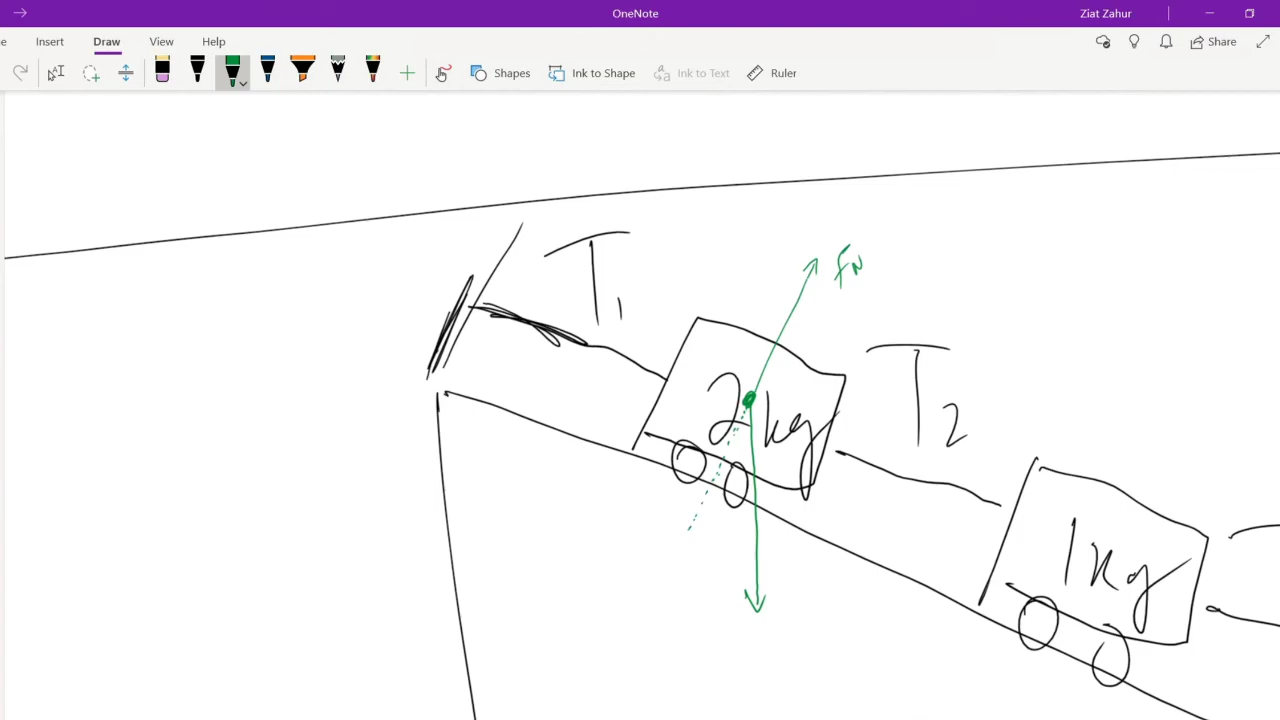 OneNote
Ziat Zahur
Insert Draw View Help
Share
Shapes Ink to Shape Ink to Text Ruler
T1
FN
2kg
T2
1kg